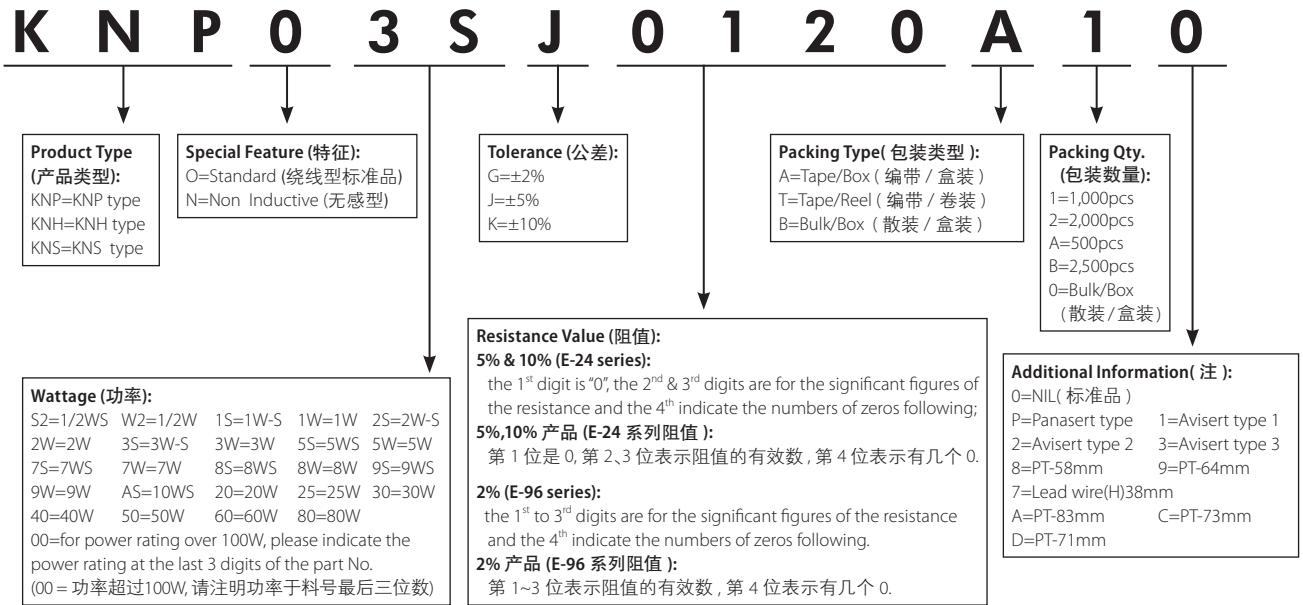 K N P 0 3 S J 0 1 2 0 A 1 0
Product Type
(产品类型):
KNP=KNP type
KNH=KNH type
KNS=KNS type
Special Feature (特征):
O=Standard (绕线型标准品)
N=Non Inductive (无感型)
Tolerance (公差):
G=±2%
J=±5%
K=±10%
Packing Type( 包装类型 ):
A=Tape/Box ( 编带 / 盒装 )
T=Tape/Reel ( 编带 / 卷装 )
B=Bulk/Box ( 散装 / 盒装 )
Packing Qty.
(包装数量):
1=1,000pcs
2=2,000pcs
A=500pcs
B=2,500pcs
0=Bulk/Box
(散装 / 盒装)
Wattage (功率):
S2=1/2WS W2=1/2W 1S=1W-S 1W=1W 2S=2W-S
2W=2W 3S=3W-S 3W=3W 5S=5WS 5W=5W
7S=7WS 7W=7W 8S=8WS 8W=8W 9S=9WS
9W=9W AS=10WS 20=20W 25=25W 30=30W
40=40W 50=50W 60=60W 80=80W
00=for power rating over 100W, please indicate the
power rating at the last 3 digits of the part No.
(00 = 功率超过100W, 请注明功率于料号最后三位数)
Resistance Value (阻值):
5% & 10% (E-24 series):
the 1st digit is "0", the 2nd & 3rd digits are for the significant figures of
the resistance and the 4th indicate the numbers of zeros following;
5%,10% 产品 (E-24 系列阻值 ):
第 1 位是 0, 第 2、3 位表示阻值的有效数 , 第 4 位表示有几个 0.
2% (E-96 series):
the 1st to 3rd digits are for the significant figures of the resistance
and the 4th indicate the numbers of zeros following.
2% 产品 (E-96 系列阻值 ):
第 1~3 位表示阻值的有效数 , 第 4 位表示有几个 0.
Additional Information( 注 ):
0=NIL( 标准品 )
P=Panasert type 1=Avisert type 1
2=Avisert type 2 3=Avisert type 3
8=PT-58mm 9=PT-64mm
7=Lead wire(H)38mm
A=PT-83mm C=PT-73mm
D=PT-71mm